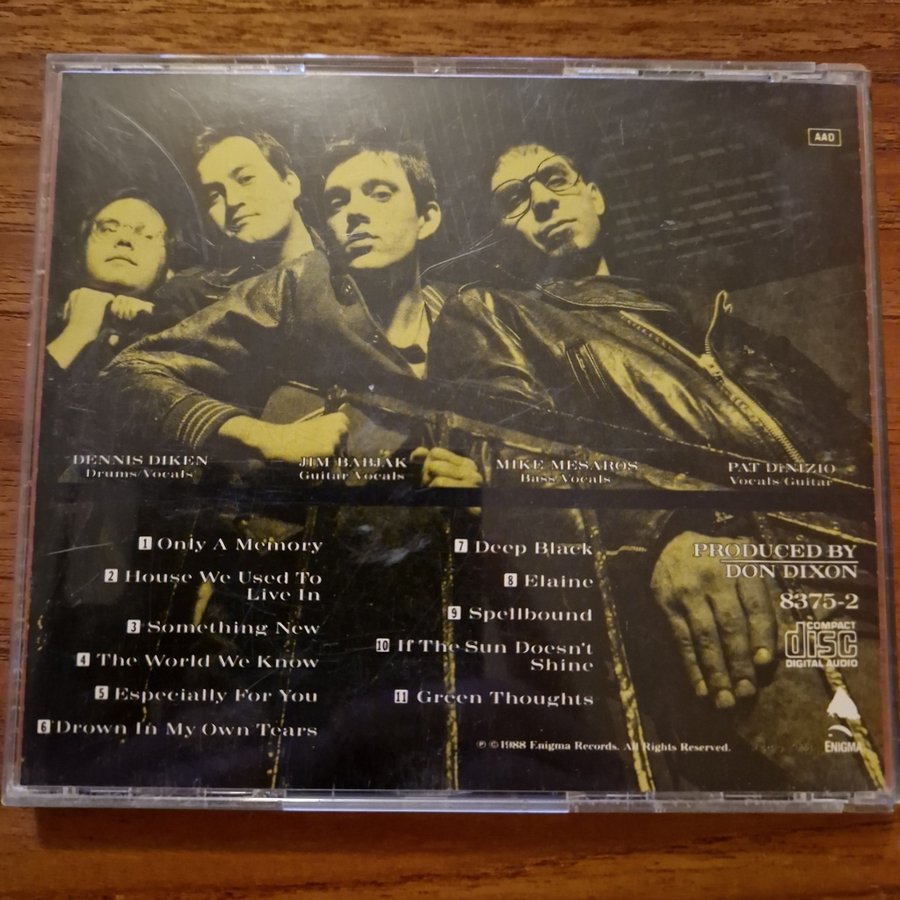 AAD
DENNIS DIKEN
Drums/Vocals
JIM BABJAK
Guitar Vocals
MIKE MESAROS
Bass/Vocals
PAT DiNIZIO
Vocals Guitar
1 Only A Memory
2 House We Used To
Live In
3 Something New
4 The World We Know
5 Especially For You
6 Drown In My Own Tears
7 Deep Black
8 Elaine
9 Spellbound
10 If The Sun Doesn't
Shine
11 Green Thoughts
PRODUCED BY
DON DIXON
8375-2
COMPACT
disc
DIGITAL AUDIO
ENIGMA
℗ © 1988 Enigma Records. All Rights Reserved.